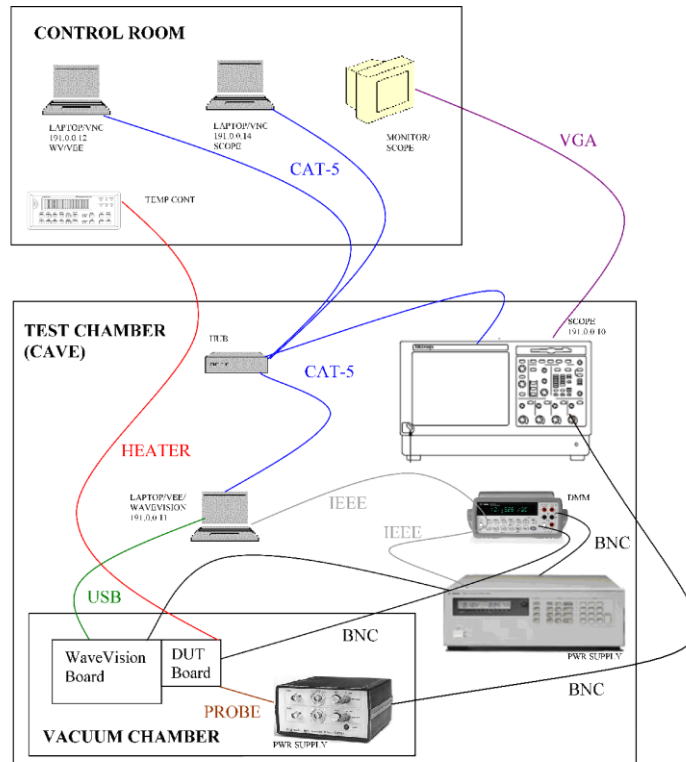 CONTROL ROOM
LAPTOP/VNC
191.0.0.12
WV/VEE
LAPTOP/VNC
191.0.0.14
SCOPE
MONITOR/
SCOPE
VGA
CAT-5
TEMP CONT
TEST CHAMBER
(CAVE)
HUB
SCOPE
191.0.0.10
CAT-5
HEATER
LAPTOP/VEE/
WAVEVISION
191.0.0.11
IEEE
DMM
IEEE
BNC
USB
BNC
WaveVision
Board
DUT
Board
PWR SUPPLY
BNC
PROBE
VACUUM CHAMBER
PWR SUPPLY